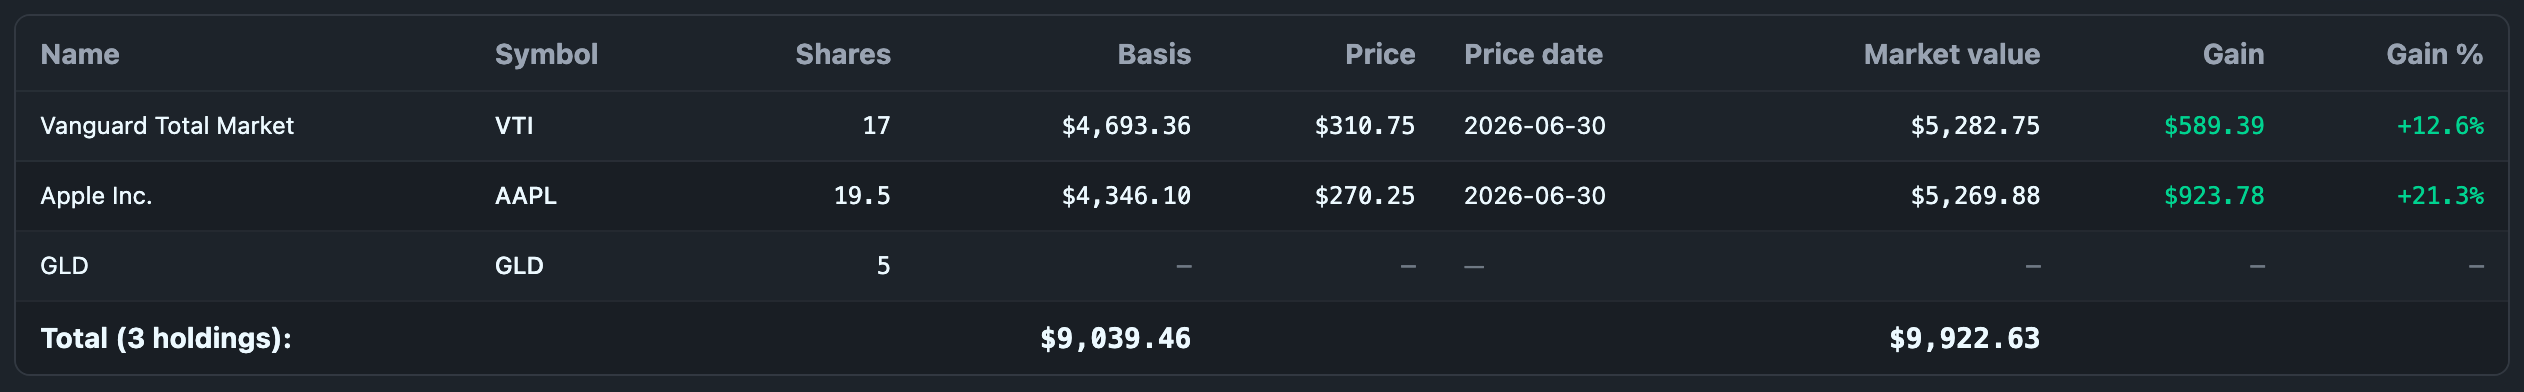 Name Symbol Shares Basis Price Price date Market value Gain Gain %
Vanguard Total Market VTI 17 $4,693.36 $310.75 2026-06-30 $5,282.75 $589.39 +12.6%
Apple Inc. AAPL 19.5 $4,346.10 $270.25 2026-06-30 $5,269.88 $923.78 +21.3%
GLD GLD 5 — — — — — —
Total (3 holdings): $9,039.46 $9,922.63